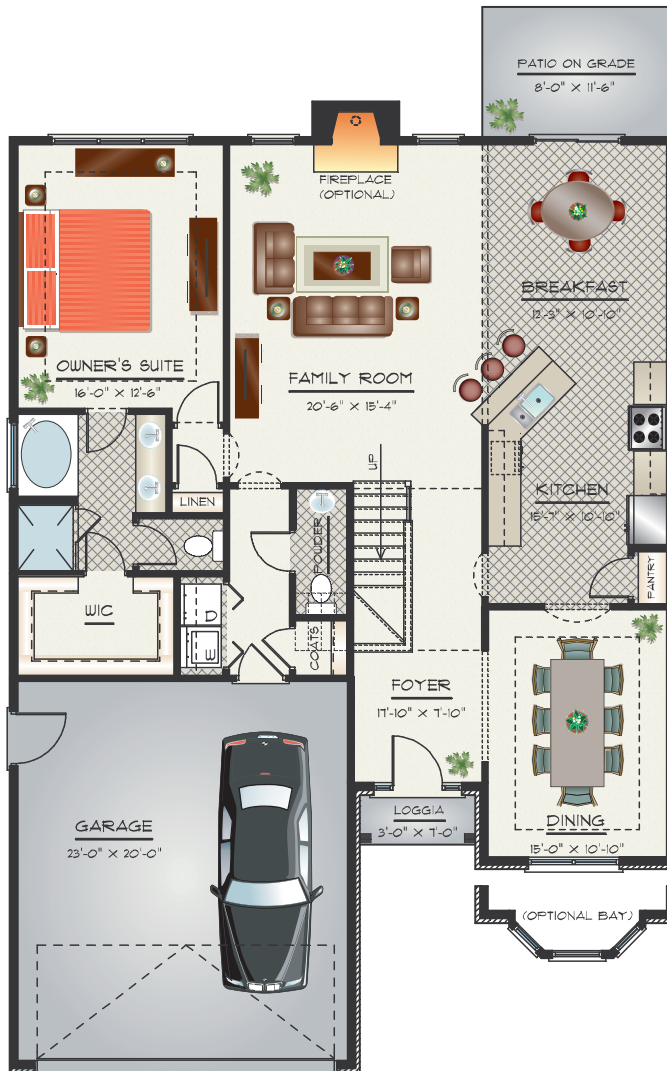 PATIO ON GRADE
8'-0" X 11'-6"
FIREPLACE
(OPTIONAL)
BREAKFAST
12'-3" X 10'-10"
OWNER'S SUITE
16'-0" X 12'-6"
FAMILY ROOM
20'-6" X 15'-4"
UP
LINEN
KITCHEN
15'-7" X 10'-10"
POWDER
PANTRY
WIC
D
W
COATS
FOYER
17'-10" X 7'-10"
LOGGIA
3'-0" X 7'-0"
GARAGE
23'-0" X 20'-0"
DINING
15'-0" X 10'-10"
(OPTIONAL BAY)